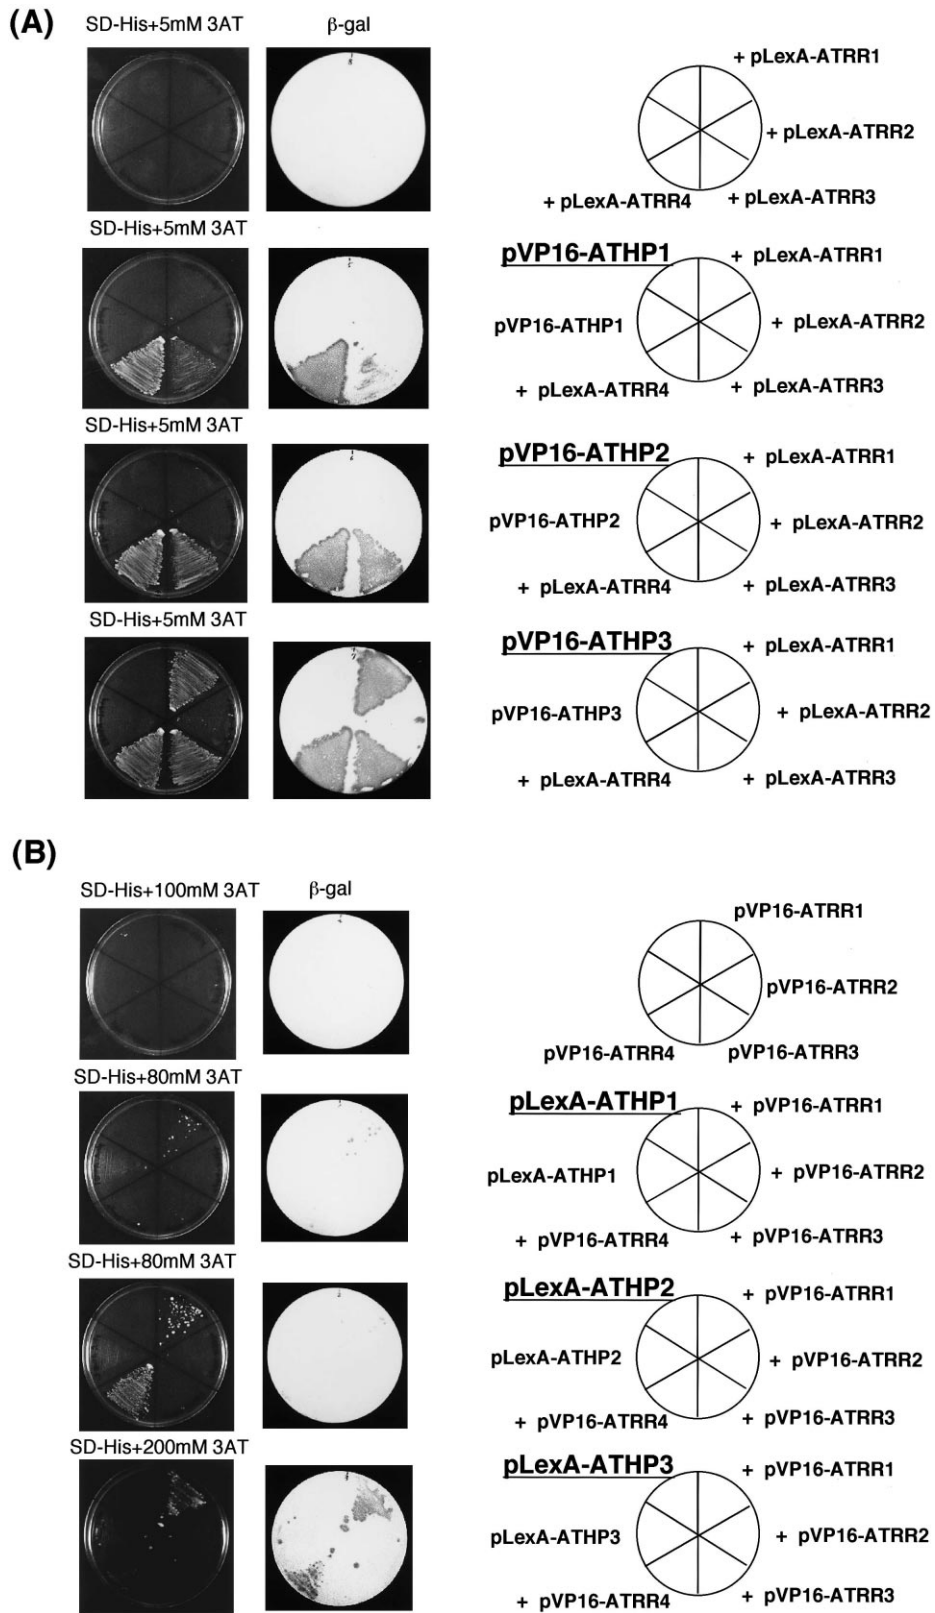 (A)
SD-His+5mM 3AT
β-gal
+ pLexA-ATRR1
+ pLexA-ATRR2
+ pLexA-ATRR4
+ pLexA-ATRR3
SD-His+5mM 3AT
pVP16-ATHP1
+ pLexA-ATRR1
pVP16-ATHP1
+ pLexA-ATRR2
+ pLexA-ATRR4
+ pLexA-ATRR3
SD-His+5mM 3AT
pVP16-ATHP2
+ pLexA-ATRR1
pVP16-ATHP2
+ pLexA-ATRR2
+ pLexA-ATRR4
+ pLexA-ATRR3
SD-His+5mM 3AT
pVP16-ATHP3
+ pLexA-ATRR1
pVP16-ATHP3
+ pLexA-ATRR2
+ pLexA-ATRR4
+ pLexA-ATRR3
(B)
SD-His+100mM 3AT
β-gal
pVP16-ATRR1
pVP16-ATRR2
pVP16-ATRR4
pVP16-ATRR3
SD-His+80mM 3AT
pLexA-ATHP1
+ pVP16-ATRR1
pLexA-ATHP1
+ pVP16-ATRR2
+ pVP16-ATRR4
+ pVP16-ATRR3
SD-His+80mM 3AT
pLexA-ATHP2
+ pVP16-ATRR1
pLexA-ATHP2
+ pVP16-ATRR2
+ pVP16-ATRR4
+ pVP16-ATRR3
SD-His+200mM 3AT
pLexA-ATHP3
+ pVP16-ATRR1
pLexA-ATHP3
+ pVP16-ATRR2
+ pVP16-ATRR4
+ pVP16-ATRR3